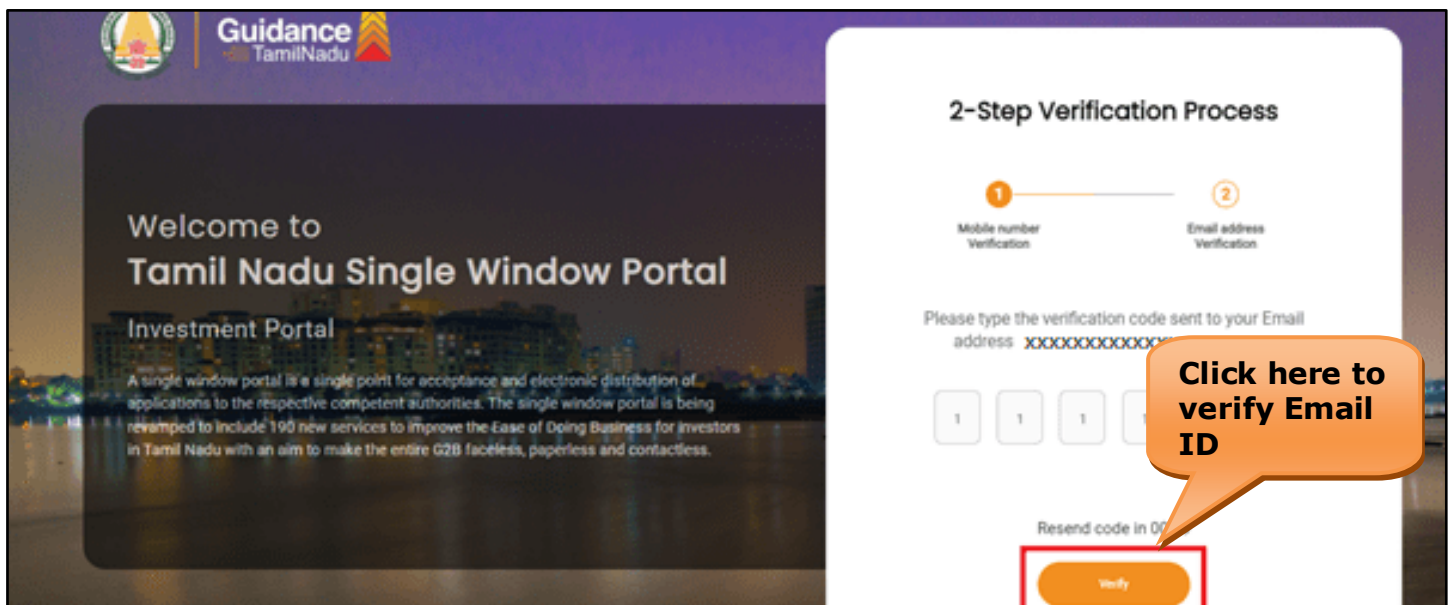 Guidance
TamilNadu
Welcome to
Tamil Nadu Single Window Portal
Investment Portal
A single window portal is a single point for acceptance and electronic distribution of
applications to the respective competent authorities. The single window portal is being
revamped to include 190 new services to improve the Ease of Doing Business for investors
in Tamil Nadu with an aim to make the entire G2B faceless, paperless and contactless.
2-Step Verification Process
1
2
Mobile number
Verification
Email address
Verification
Please type the verification code sent to your Email
address XXXXXXXXXXXXX
1 1 1 1
Click here to
verify Email
ID
Resend code in 00
Verify